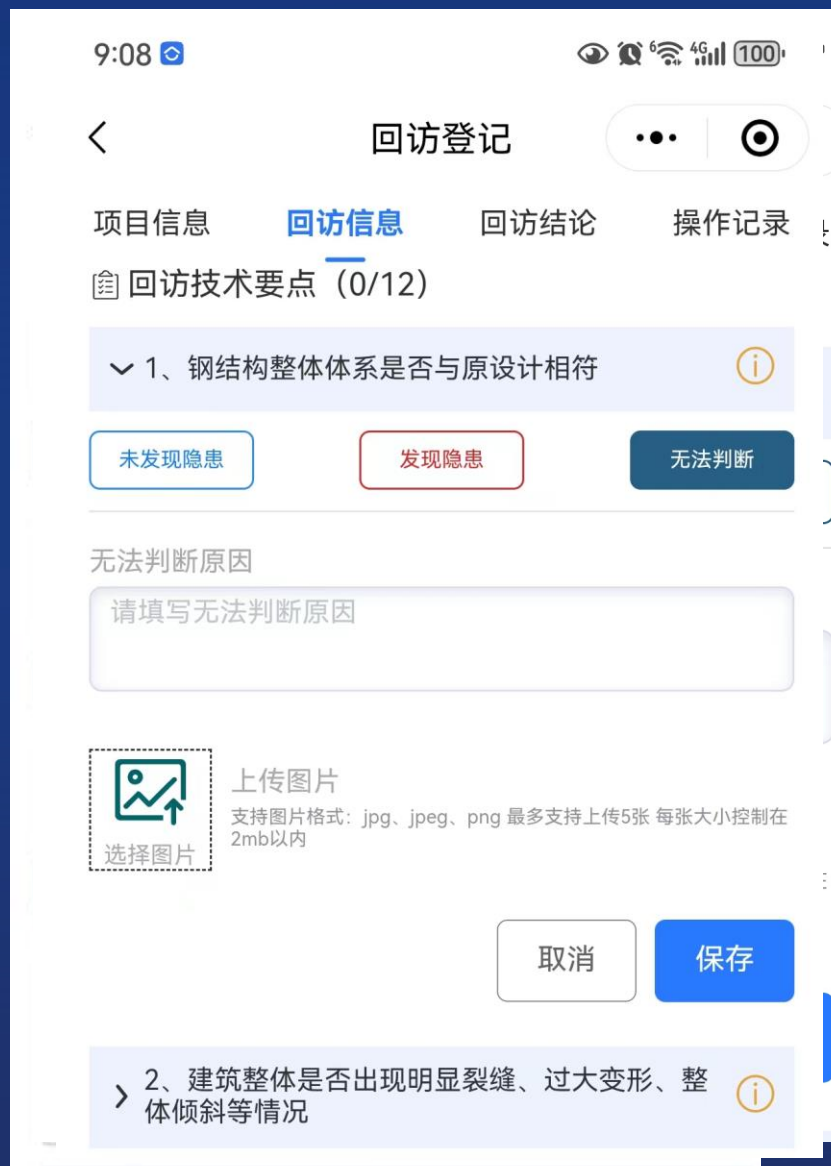 9:08
4G 100
回访登记
项目信息 回访信息 回访结论 操作记录
回访技术要点（0/12）
1、钢结构整体体系是否与原设计相符
未发现隐患 发现隐患 无法判断
无法判断原因
请填写无法判断原因
上传图片
支持图片格式：jpg、jpeg、png 最多支持上传5张 每张大小控制在
2mb以内
选择图片
取消 保存
2、建筑整体是否出现明显裂缝、过大变形、整
体倾斜等情况